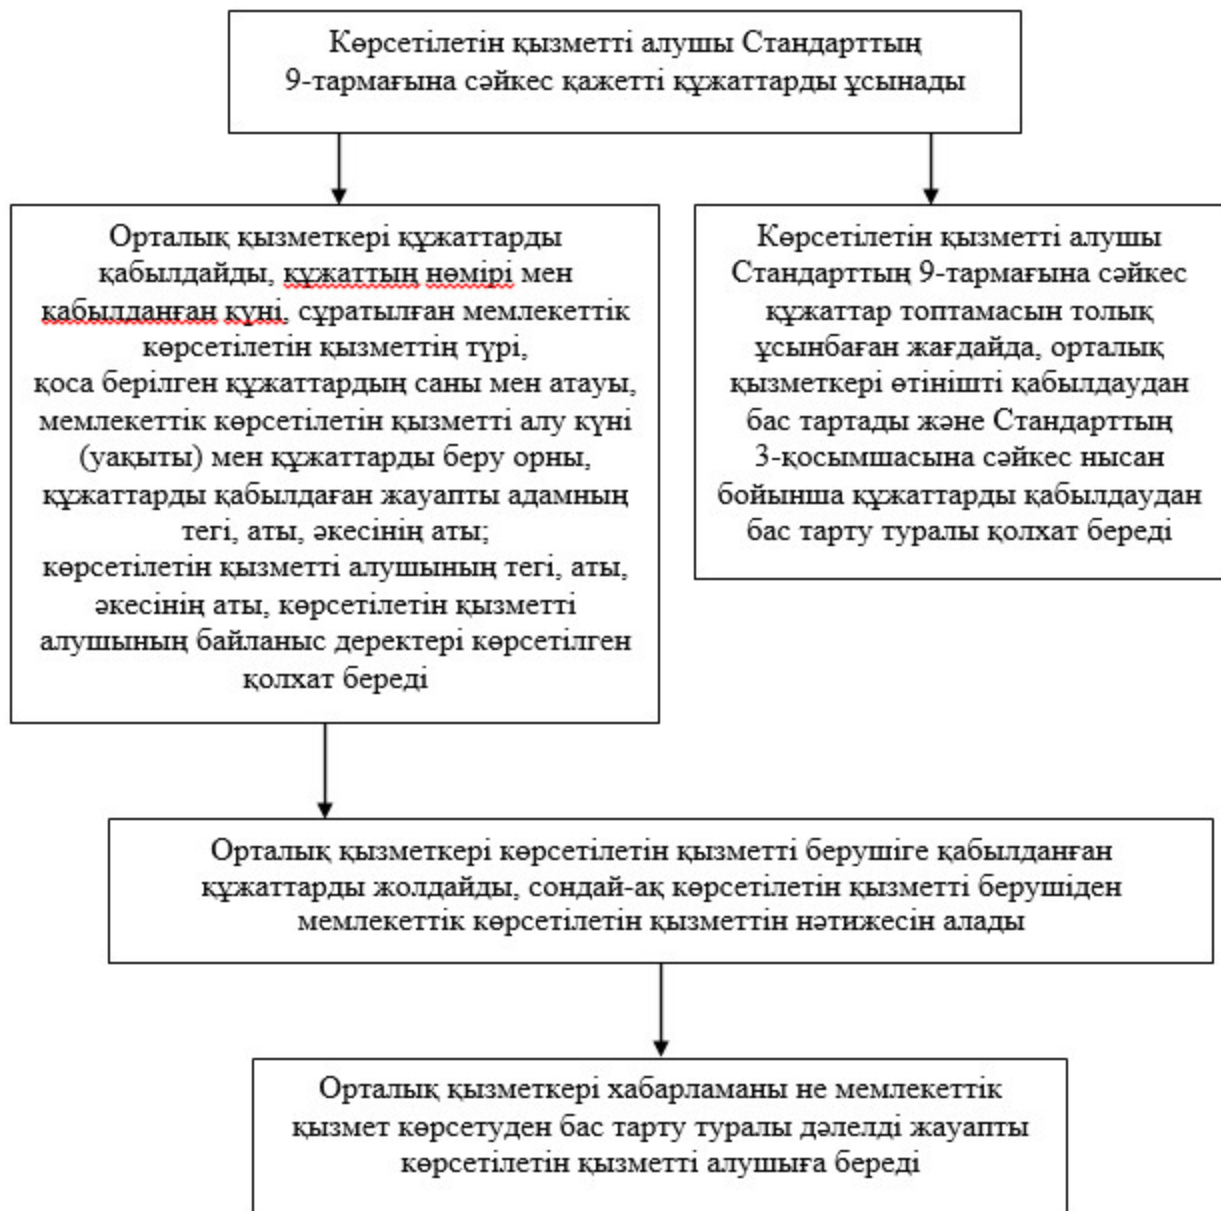 Көрсетілетін қызметті алушы Стандарттың
9-тармағына сәйкес қажетті құжаттарды ұсынады
Орталық қызметкері құжаттарды
қабылдайды, құжаттың нөмірі мен
қабылданған күні, сұратылған мемлекеттік
көрсетілетін қызметтің түрі,
қоса берілген құжаттардың саны мен атауы,
мемлекеттік көрсетілетін қызметті алу күні
(уақыты) мен құжаттарды беру орны,
құжаттарды қабылдаған жауапты адамның
тегі, аты, әкесінің аты;
көрсетілетін қызметті алушының тегі, аты,
әкесінің аты, көрсетілетін қызметті
алушының байланыс деректері көрсетілген
қолхат береді
Көрсетілетін қызметті алушы
Стандарттың 9-тармағына сәйкес
құжаттар топтамасын толық
ұсынбаған жағдайда, орталық
қызметкері өтінішті қабылдаудан
бас тартады және Стандарттың
3-қосымшасына сәйкес нысан
бойынша құжаттарды қабылдаудан
бас тарту туралы қолхат береді
Орталық қызметкері көрсетілетін қызметті берушіге қабылданған
құжаттарды жолдайды, сондай-ақ көрсетілетін қызметті берушіден
мемлекеттік көрсетілетін қызметтін нәтижесін алады
Орталық қызметкері хабарламаны не мемлекеттік
қызмет көрсетуден бас тарту туралы дәлелді жауапты
көрсетілетін қызметті алушыға береді